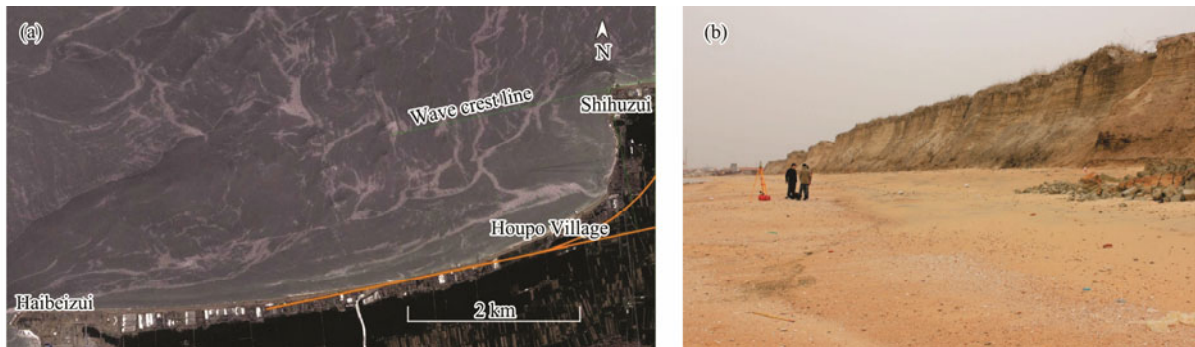 (a)
N
Wave crest line
Shihuzui
Houpo Village
Haibeizui
2 km
(b)